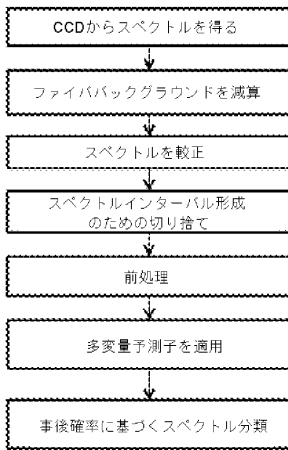 CCDからスペクトルを得る
ファイバパックグラウンドを減算
スペクトルを較正
スペクトルインターバル形成
のための切り捨て
前処理
多変量予測子を適用
事後確率に基づくスペクトル分類